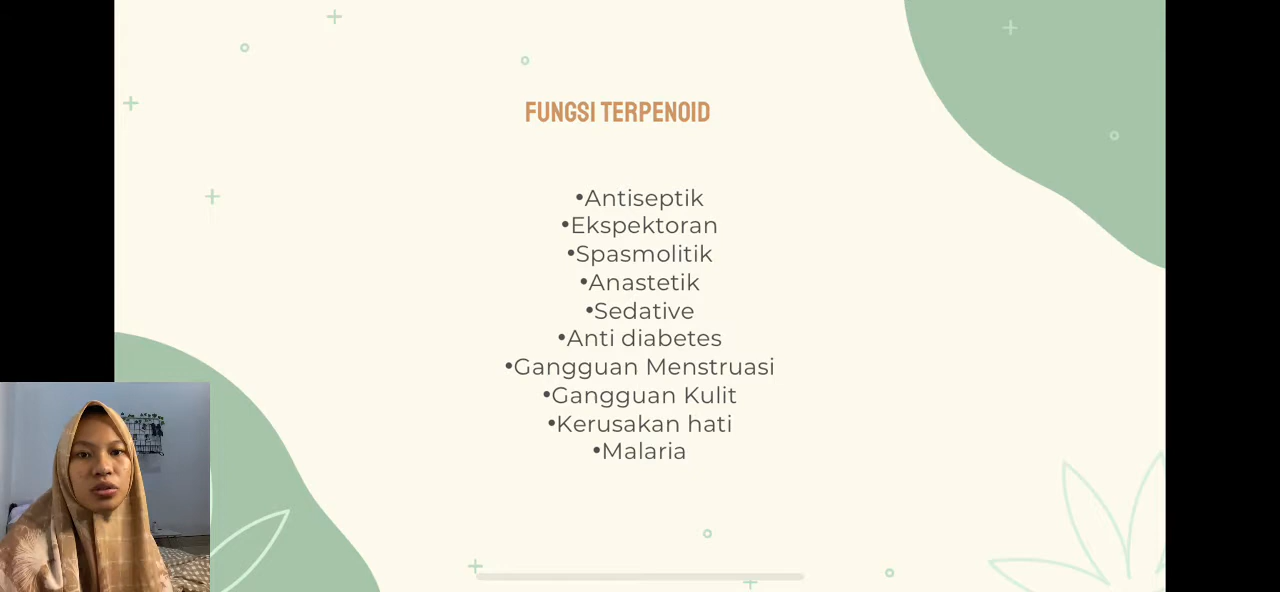 FUNGSI TERPENOID
•Antiseptik
•Ekspektoran
•Spasmolitik
•Anastetik
•Sedative
•Anti diabetes
•Gangguan Menstruasi
•Gangguan Kulit
•Kerusakan hati
•Malaria